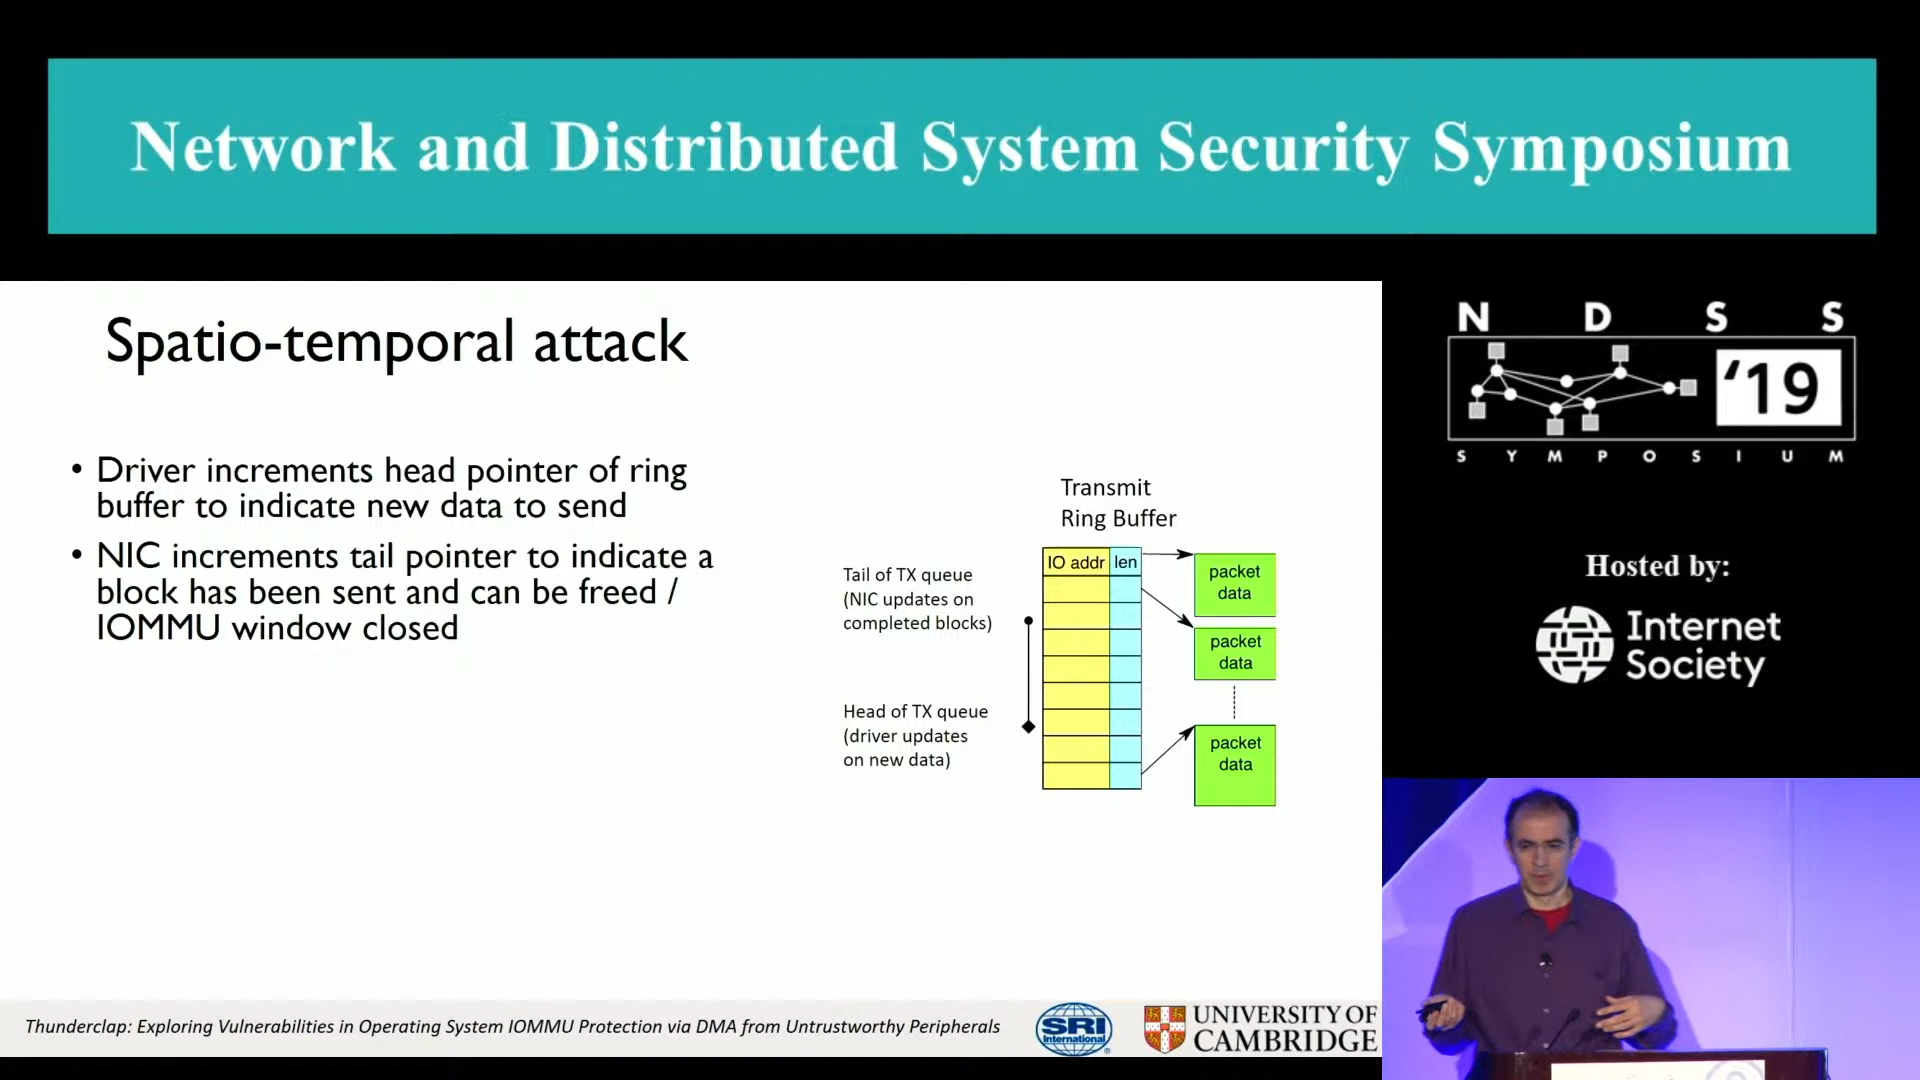 Network and Distributed System Security Symposium
Spatio-temporal attack
• Driver increments head pointer of ring
buffer to indicate new data to send
• NIC increments tail pointer to indicate a
block has been sent and can be freed /
IOMMU window closed
Transmit
Ring Buffer
IO addr len
Tail of TX queue
(NIC updates on
completed blocks)
Head of TX queue
(driver updates
on new data)
packet
data
packet
data
packet
data
Thunderclap: Exploring Vulnerabilities in Operating System IOMMU Protection via DMA from Untrustworthy Peripherals
SRI
International
UNIVERSITY OF
CAMBRIDGE
N D S S
'19
S Y M P O S I U M
Hosted by:
Internet
Society